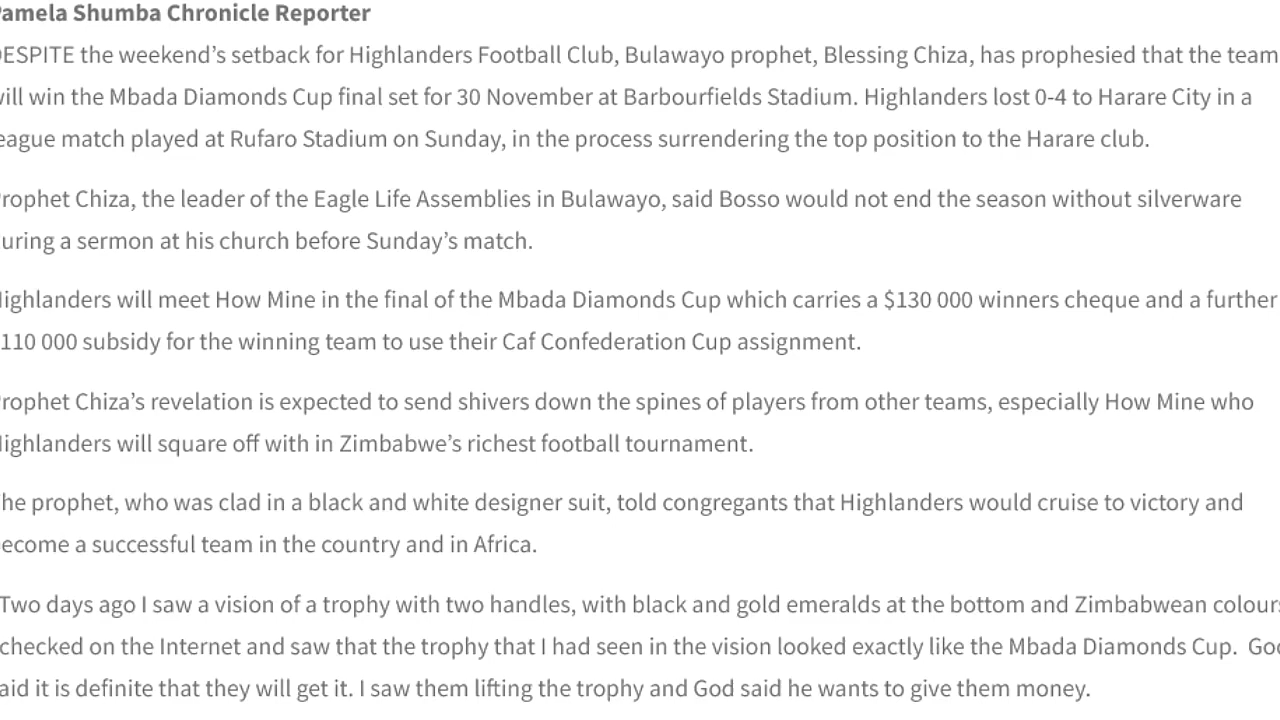 amela Shumba Chronicle Reporter
ESPITE the weekend’s setback for Highlanders Football Club, Bulawayo prophet, Blessing Chiza, has prophesied that the team
ill win the Mbada Diamonds Cup final set for 30 November at Barbourfields Stadium. Highlanders lost 0-4 to Harare City in a
eague match played at Rufaro Stadium on Sunday, in the process surrendering the top position to the Harare club.
rophet Chiza, the leader of the Eagle Life Assemblies in Bulawayo, said Bosso would not end the season without silverware
uring a sermon at his church before Sunday’s match.
ighlanders will meet How Mine in the final of the Mbada Diamonds Cup which carries a $130 000 winners cheque and a further
110 000 subsidy for the winning team to use their Caf Confederation Cup assignment.
rophet Chiza’s revelation is expected to send shivers down the spines of players from other teams, especially How Mine who
ighlanders will square off with in Zimbabwe’s richest football tournament.
he prophet, who was clad in a black and white designer suit, told congregants that Highlanders would cruise to victory and
ecome a successful team in the country and in Africa.
Two days ago I saw a vision of a trophy with two handles, with black and gold emeralds at the bottom and Zimbabwean colours
checked on the Internet and saw that the trophy that I had seen in the vision looked exactly like the Mbada Diamonds Cup. Go
aid it is definite that they will get it. I saw them lifting the trophy and God said he wants to give them money.